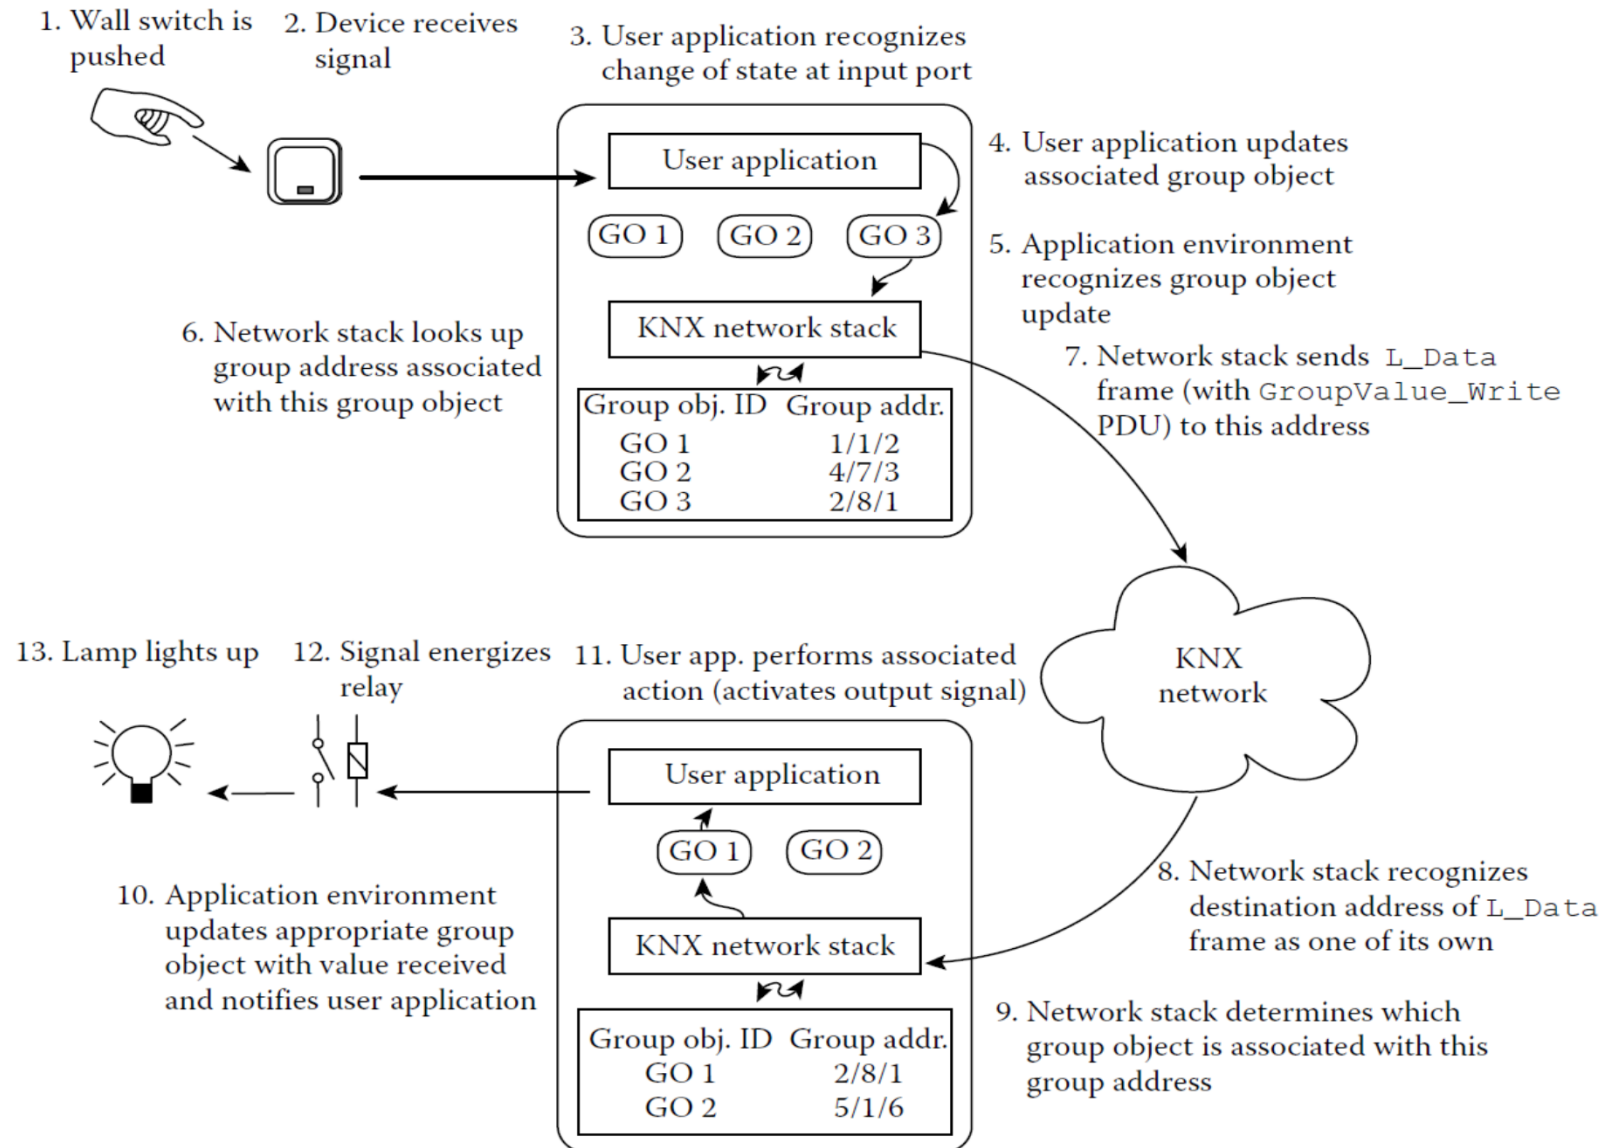 1. Wall switch is
pushed
2. Device receives
signal
3. User application recognizes
change of state at input port
User application
4. User application updates
associated group object
GO 1 GO 2 GO 3
5. Application environment
recognizes group object
update
KNX network stack
6. Network stack looks up
group address associated
with this group object
7. Network stack sends L_Data
frame (with GroupValue_Write
PDU) to this address
Group obj. ID Group addr.
GO 1 1/1/2
GO 2 4/7/3
GO 3 2/8/1
KNX
network
13. Lamp lights up
12. Signal energizes
relay
11. User app. performs associated
action (activates output signal)
User application
GO 1 GO 2
8. Network stack recognizes
destination address of L_Data
frame as one of its own
10. Application environment
updates appropriate group
object with value received
and notifies user application
KNX network stack
9. Network stack determines which
group object is associated with this
group address
Group obj. ID Group addr.
GO 1 2/8/1
GO 2 5/1/6